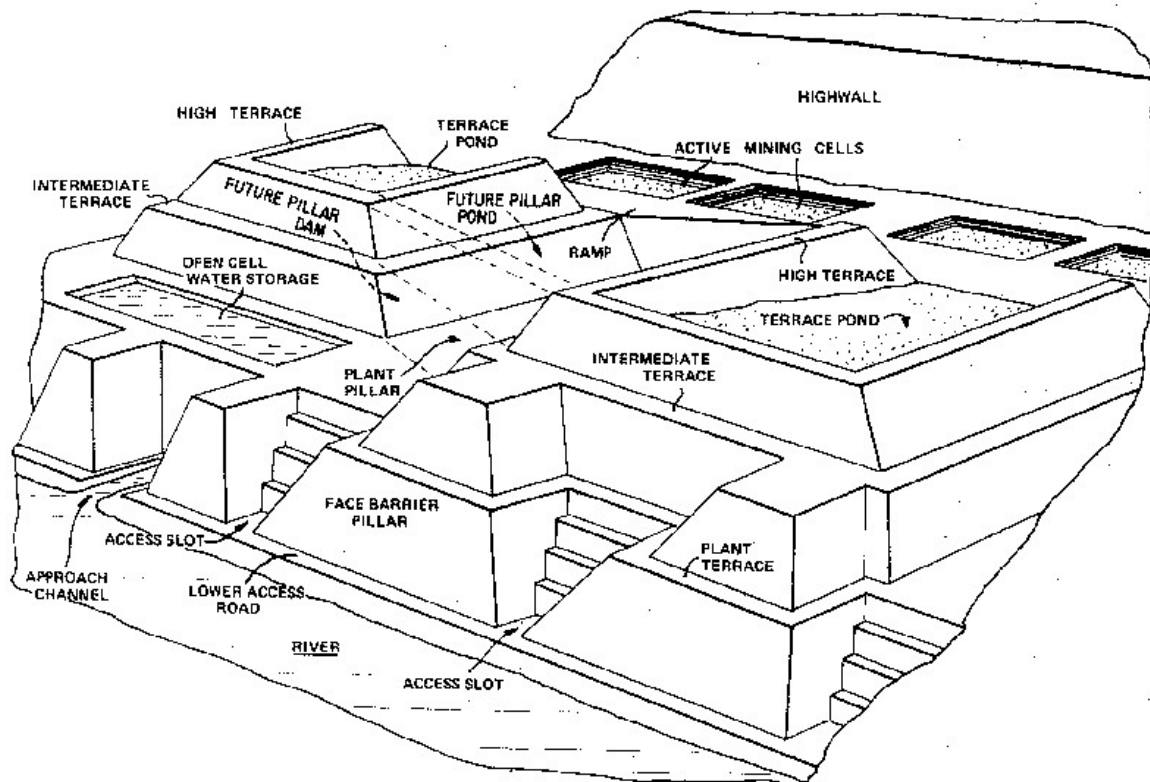 HIGHWALL
HIGH TERRACE
TERRACE
POND
ACTIVE MINING CELLS
INTERMEDIATE
TERRACE
FUTURE PILLAR
DAM
FUTURE PILLAR
POND
RAMP
OPEN CELL
WATER STORAGE
HIGH TERRACE
TERRACE POND
PLANT
PILLAR
INTERMEDIATE
TERRACE
FACE BARRIER
PILLAR
ACCESS SLOT
PLANT
TERRACE
APPROACH
CHANNEL
LOWER ACCESS
ROAD
RIVER
ACCESS SLOT